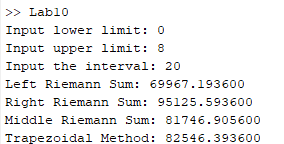 >> Lab10
Input lower limit: 0
Input upper limit: 8
Input the interval: 20
Left Riemann Sum: 69967.193600
Right Riemann Sum: 95125.593600
Middle Riemann Sum: 81746.905600
Trapezoidal Method: 82546.393600